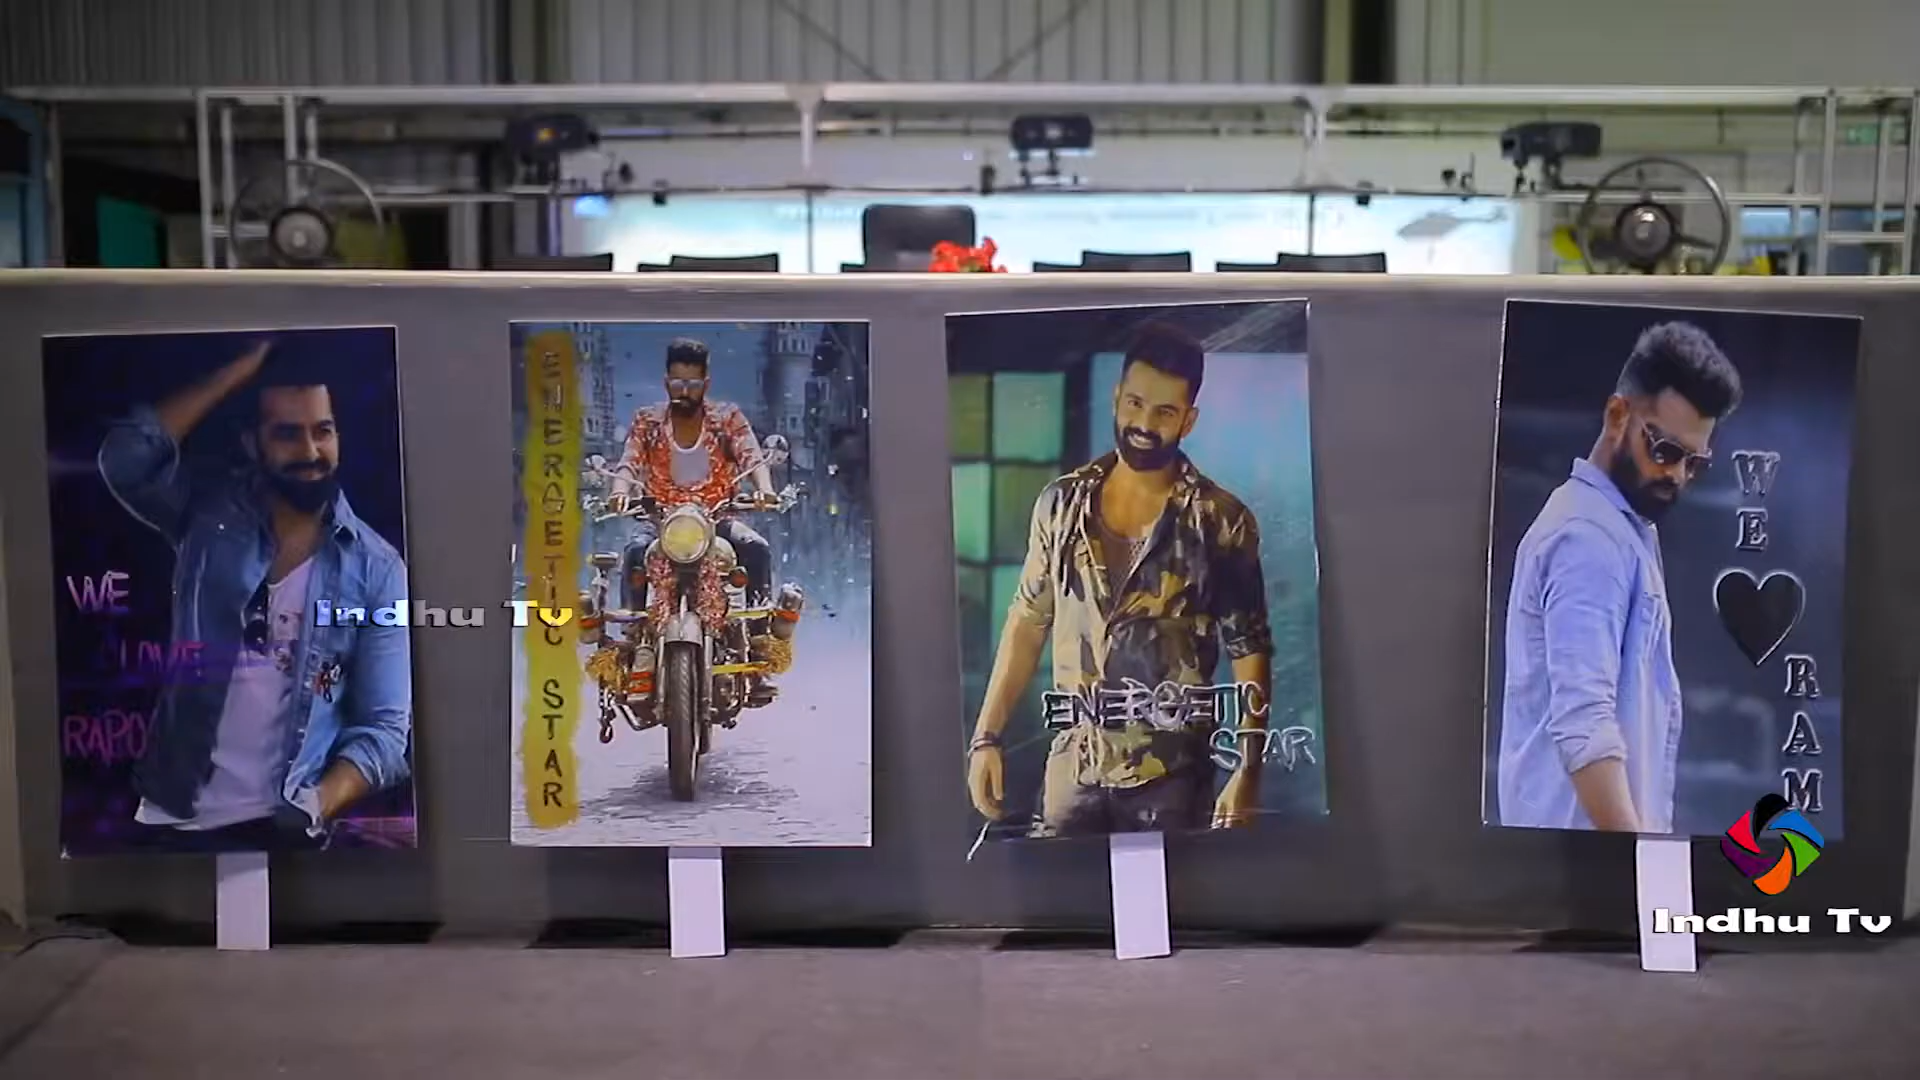 WE
LOVE
RAPO
ENERGETIC STAR
ENERGETIC
STAR
WE
RAM
Indhu Tv
Indhu Tv